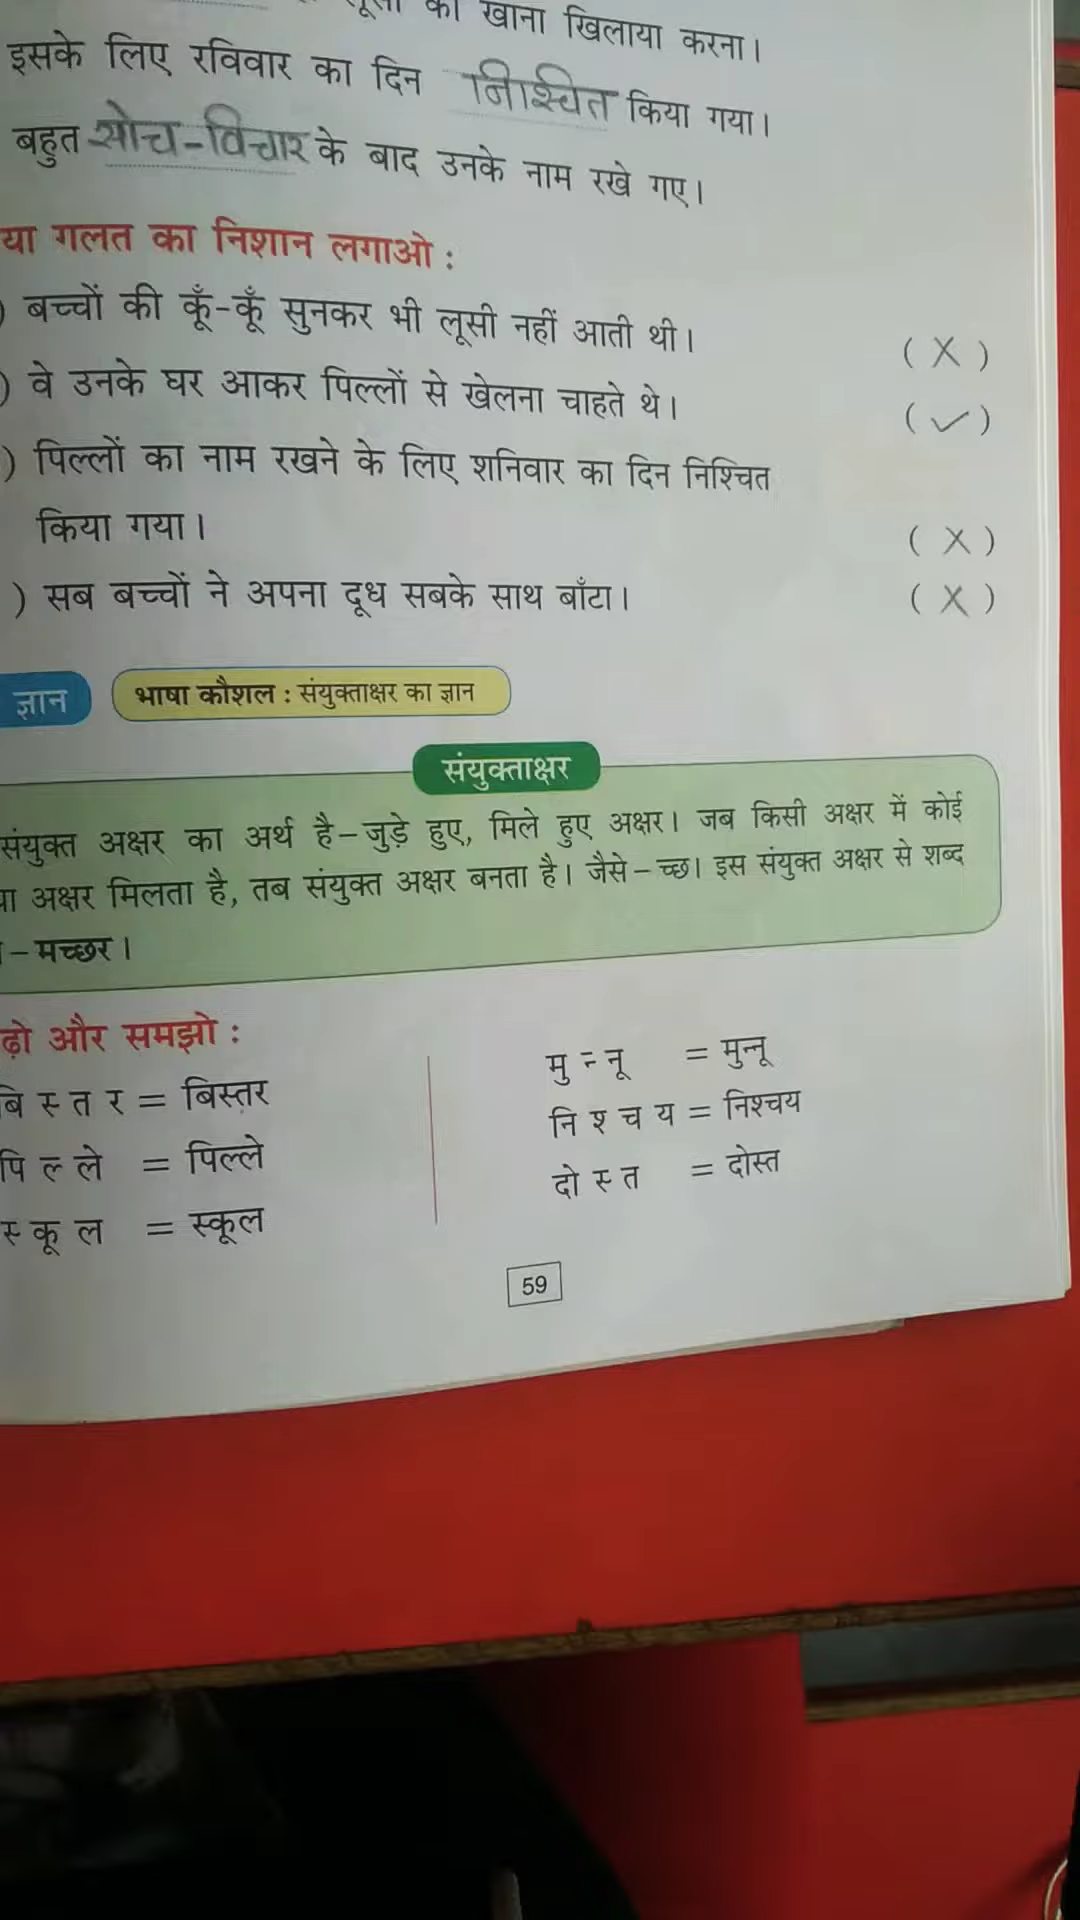 को खाना खिलाया करना।
इसके लिए रविवार का दिन निश्चित किया गया।
बहुत सोच-विचार के बाद उनके नाम रखे गए।
या गलत का निशान लगाओ :
) बच्चों की कूँ-कूँ सुनकर भी लूसी नहीं आती थी। ( X )
) वे उनके घर आकर पिल्लों से खेलना चाहते थे। ( ✓ )
) पिल्लों का नाम रखने के लिए शनिवार का दिन निश्चित
किया गया। ( X )
) सब बच्चों ने अपना दूध सबके साथ बाँटा। ( X )
ज्ञान भाषा कौशल : संयुक्ताक्षर का ज्ञान
संयुक्ताक्षर
संयुक्त अक्षर का अर्थ है – जुड़े हुए, मिले हुए अक्षर। जब किसी अक्षर में कोई
अक्षर मिलता है, तब संयुक्त अक्षर बनता है। जैसे – च्छ। इस संयुक्त अक्षर से शब्द
– मच्छर।
ढ़ो और समझो :
बि स् त र = बिस्तर
पि ल् ले = पिल्ले
स् कू ल = स्कूल
मु न् नू = मुन्नू
नि श् च य = निश्चय
दो स् त = दोस्त
59